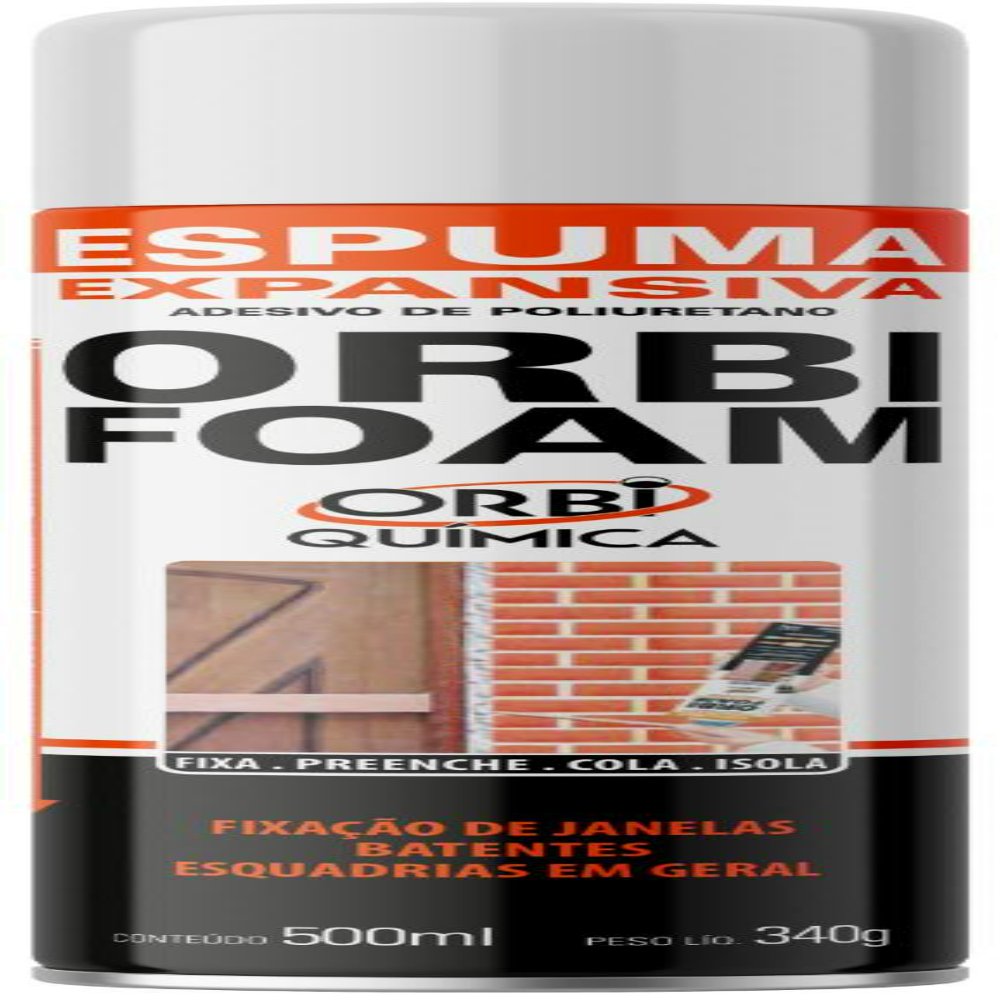 ESPUMA
EXPANSIVA
ADESIVO DE POLIURETANO
ORBI
FOAM
ORBI
QUÍMICA
FIXA . PREENCHE . COLA . ISOLA
FIXAÇÃO DE JANELAS
BATENTES
ESQUADRIAS EM GERAL
CONTEÚDO 500ml PESO LÍQ. 340g